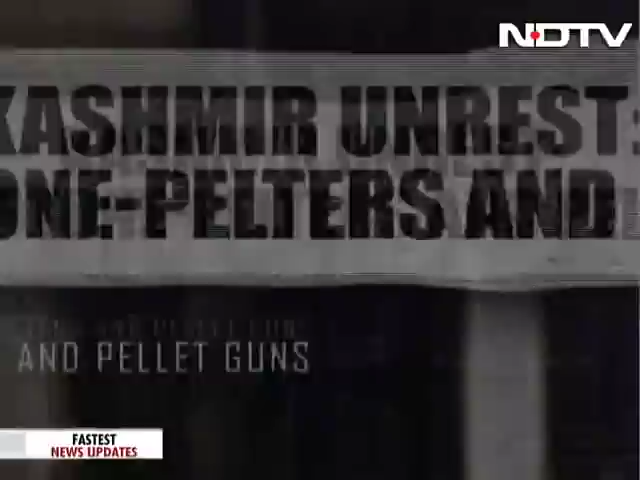 NDTV
KASHMIR UNREST:
ONE-PELTERS AND
AND PELLET GUNS
FASTEST
NEWS UPDATES